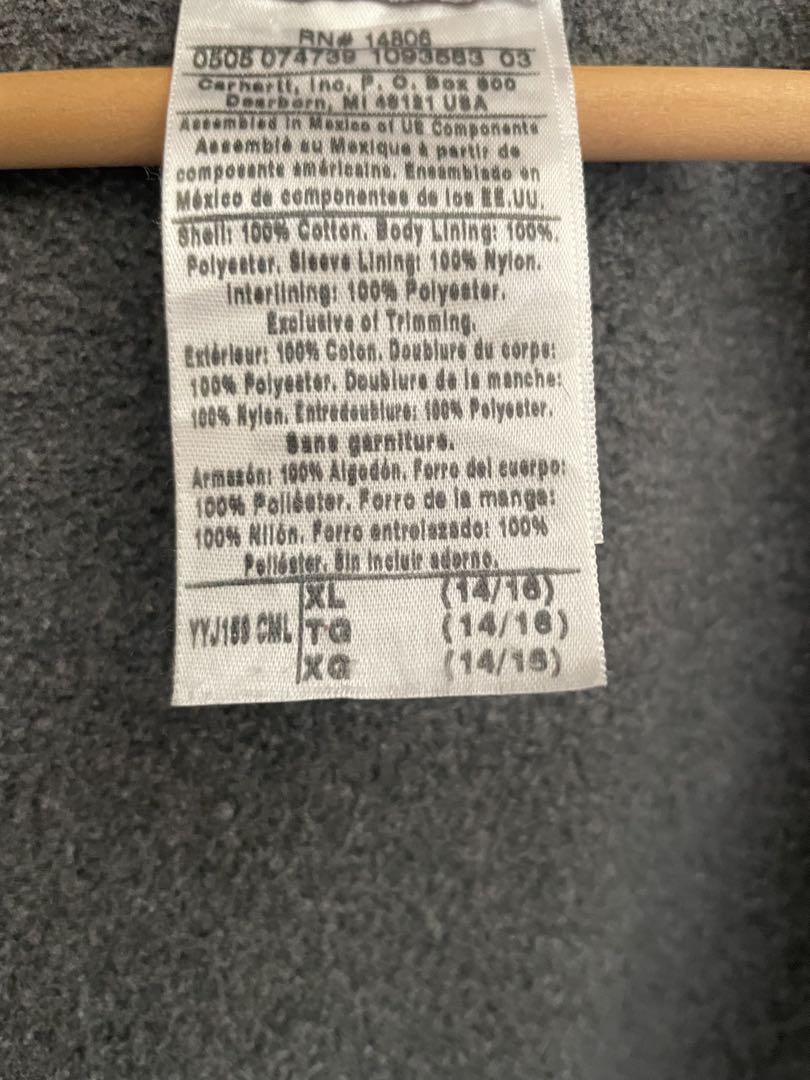 RN# 14806
0505 074739 1093583 03
Carhartt, Inc. P. O. Box 600
Dearborn, MI 48121 USA
Assembled in Mexico of US Components
Assemblé au Mexique à partir de
composante américains. Ensamblado en
México de componentes de los EE.UU.
Shell: 100% Cotton. Body Lining: 100%.
Polyester. Sleeve Lining: 100% Nylon.
Interlining: 100% Polyester.
Exclusive of Trimming.
Extérieur: 100% Coton. Doublure du corps:
100% Polyester. Doublure de la manche:
100% Nylon. Entredoublure: 100% Polyester.
Sans garniture.
Armazón: 100% Algodón. Forro del cuerpo:
100% Poliéster. Forro de la manga:
100% Nilón. Forro entrelazado: 100%
Poliéster. Sin incluir adorno.
XL (14/16)
CML TG (14/16)
XG (14/16)